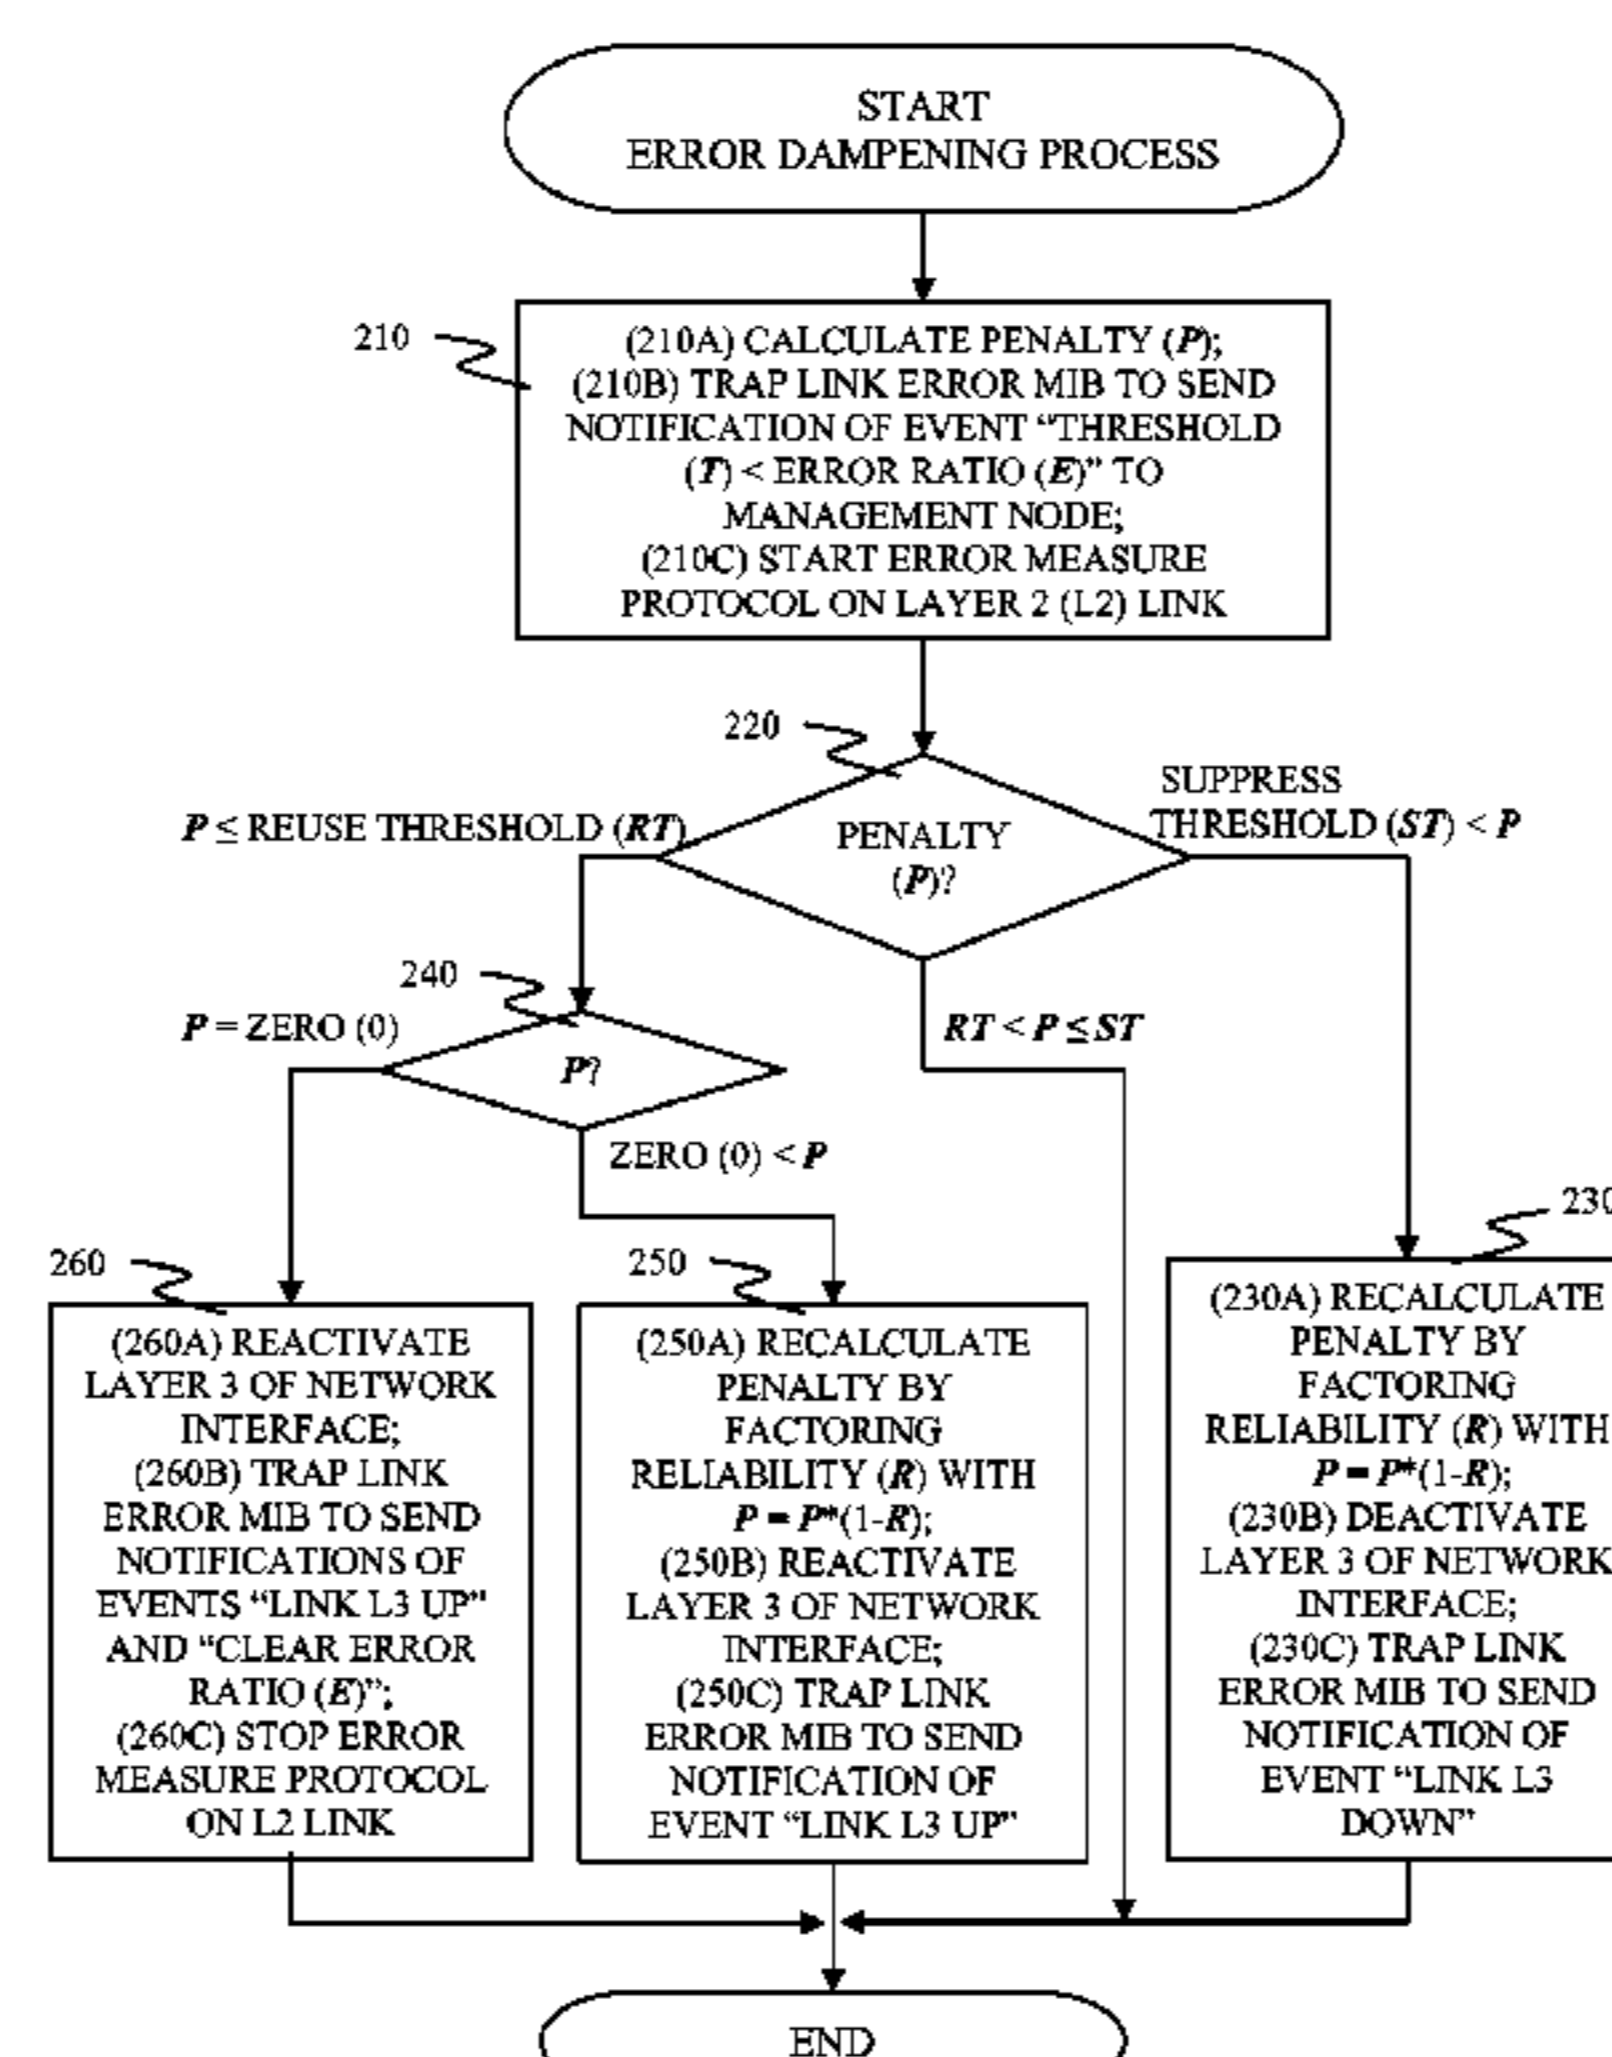 START
ERROR DAMPENING PROCESS
210
(210A) CALCULATE PENALTY (P);
(210B) TRAP LINK ERROR MIB TO SEND
NOTIFICATION OF EVENT “THRESHOLD
(T) < ERROR RATIO (E)” TO
MANAGEMENT NODE;
(210C) START ERROR MEASURE
PROTOCOL ON LAYER 2 (L2) LINK
220
PENALTY
(P)?
P ≤ REUSE THRESHOLD (RT)
SUPPRESS
THRESHOLD (ST) < P
RT < P ≤ ST
240
P?
P = ZERO (0)
ZERO (0) < P
260
(260A) REACTIVATE
LAYER 3 OF NETWORK
INTERFACE;
(260B) TRAP LINK
ERROR MIB TO SEND
NOTIFICATIONS OF
EVENTS “LINK L3 UP”
AND “CLEAR ERROR
RATIO (E)”;
(260C) STOP ERROR
MEASURE PROTOCOL
ON L2 LINK
250
(250A) RECALCULATE
PENALTY BY
FACTORING
RELIABILITY (R) WITH
P = P*(1-R);
(250B) REACTIVATE
LAYER 3 OF NETWORK
INTERFACE;
(250C) TRAP LINK
ERROR MIB TO SEND
NOTIFICATION OF
EVENT “LINK L3 UP”
230
(230A) RECALCULATE
PENALTY BY
FACTORING
RELIABILITY (R) WITH
P = P*(1-R);
(230B) DEACTIVATE
LAYER 3 OF NETWORK
INTERFACE;
(230C) TRAP LINK
ERROR MIB TO SEND
NOTIFICATION OF
EVENT “LINK L3
DOWN”
END